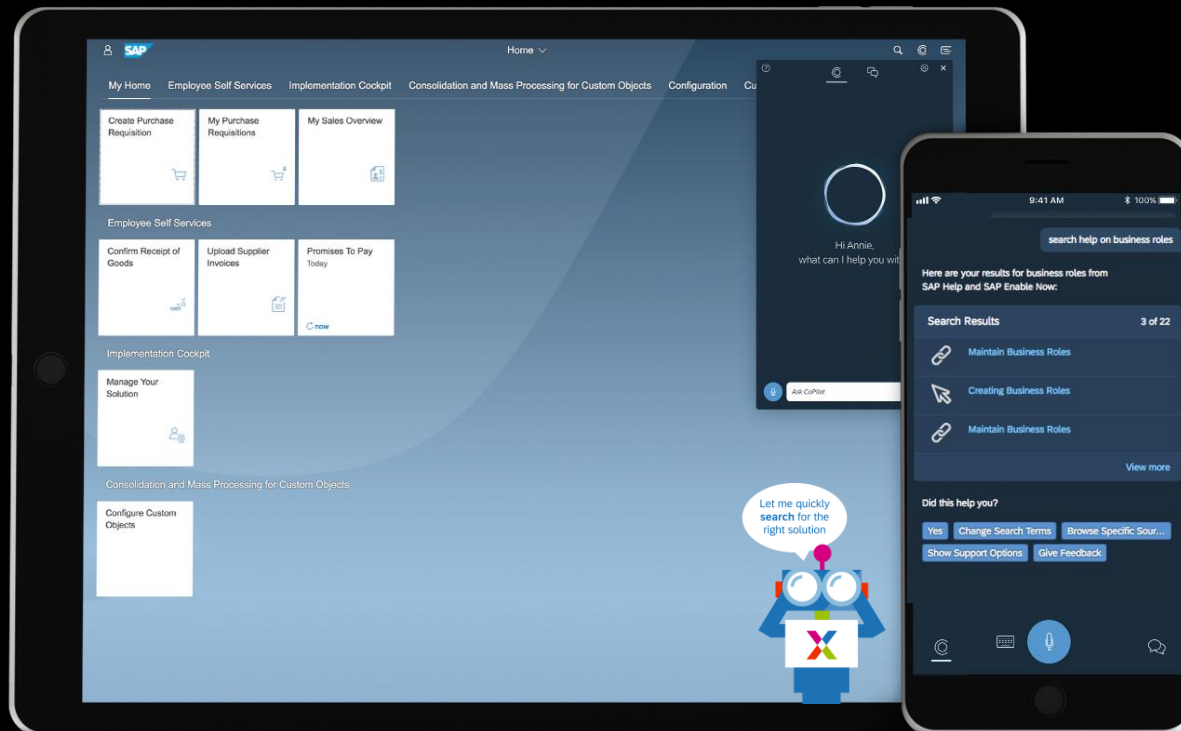 SAP
Home
My Home Employee Self Services Implementation Cockpit Consolidation and Mass Processing for Custom Objects Configuration Cu
Create Purchase
Requisition
My Purchase
Requisitions
My Sales Overview
Employee Self Services
Confirm Receipt of
Goods
Upload Supplier
Invoices
Promises To Pay
Today
now
Implementation Cockpit
Manage Your
Solution
Consolidation and Mass Processing for Custom Objects
Configure Custom
Objects
Hi Annie,
what can I help you wit
Ask CoPilot
Let me quickly
search for the
right solution
X
9:41 AM 100%
search help on business roles
Here are your results for business roles from
SAP Help and SAP Enable Now:
Search Results 3 of 22
Maintain Business Roles
Creating Business Roles
Maintain Business Roles
View more
Did this help you?
Yes Change Search Terms Browse Specific Sour...
Show Support Options Give Feedback